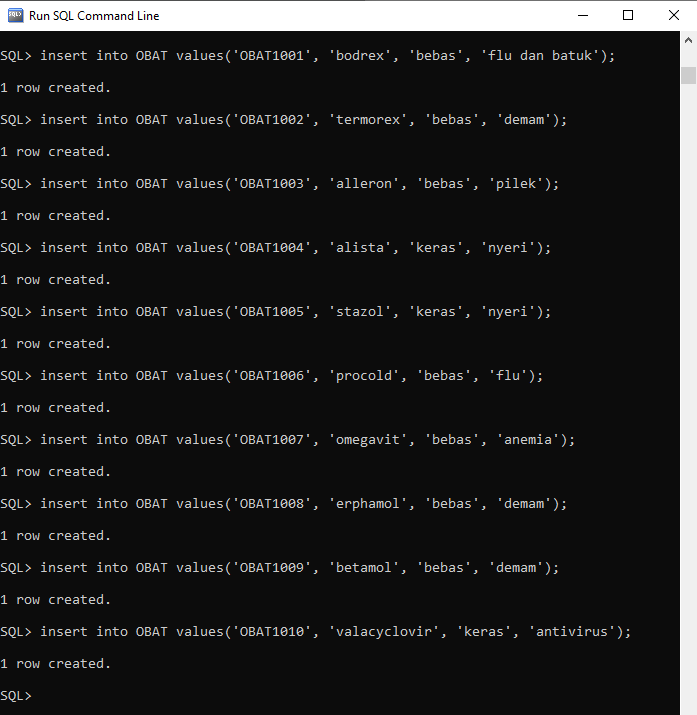 Run SQL Command Line
SQL> insert into OBAT values('OBAT1001', 'bodrex', 'bebas', 'flu dan batuk');
1 row created.
SQL> insert into OBAT values('OBAT1002', 'termorex', 'bebas', 'demam');
1 row created.
SQL> insert into OBAT values('OBAT1003', 'alleron', 'bebas', 'pilek');
1 row created.
SQL> insert into OBAT values('OBAT1004', 'alista', 'keras', 'nyeri');
1 row created.
SQL> insert into OBAT values('OBAT1005', 'stazol', 'keras', 'nyeri');
1 row created.
SQL> insert into OBAT values('OBAT1006', 'procold', 'bebas', 'flu');
1 row created.
SQL> insert into OBAT values('OBAT1007', 'omegavit', 'bebas', 'anemia');
1 row created.
SQL> insert into OBAT values('OBAT1008', 'erphamol', 'bebas', 'demam');
1 row created.
SQL> insert into OBAT values('OBAT1009', 'betamol', 'bebas', 'demam');
1 row created.
SQL> insert into OBAT values('OBAT1010', 'valacyclovir', 'keras', 'antivirus');
1 row created.
SQL>